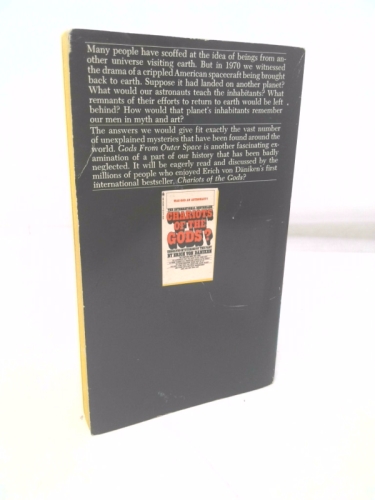 Many people have scoffed at the idea of beings from an-
other universe visiting earth. But in 1970 we witnessed
the drama of a crippled American spacecraft being brought
back to earth. Suppose it had landed on another planet?
What would our astronauts teach the inhabitants? What
remnants of their efforts to return to earth would be left
behind? How would that planet's inhabitants remember
our men in myth and art?
The answers we would give fit exactly the vast number
of unexplained mysteries that have been found around the
world. Gods From Outer Space is another fascinating ex-
amination of a part of our history that has been badly
neglected. It will be eagerly read and discussed by the
millions of people who enjoyed Erich von Däniken's first
international bestseller, Chariots of the Gods?
THE INTERNATIONAL BESTSELLER
CHARIOTS
OF THE
GODS?
BY ERICH VON DANIKEN